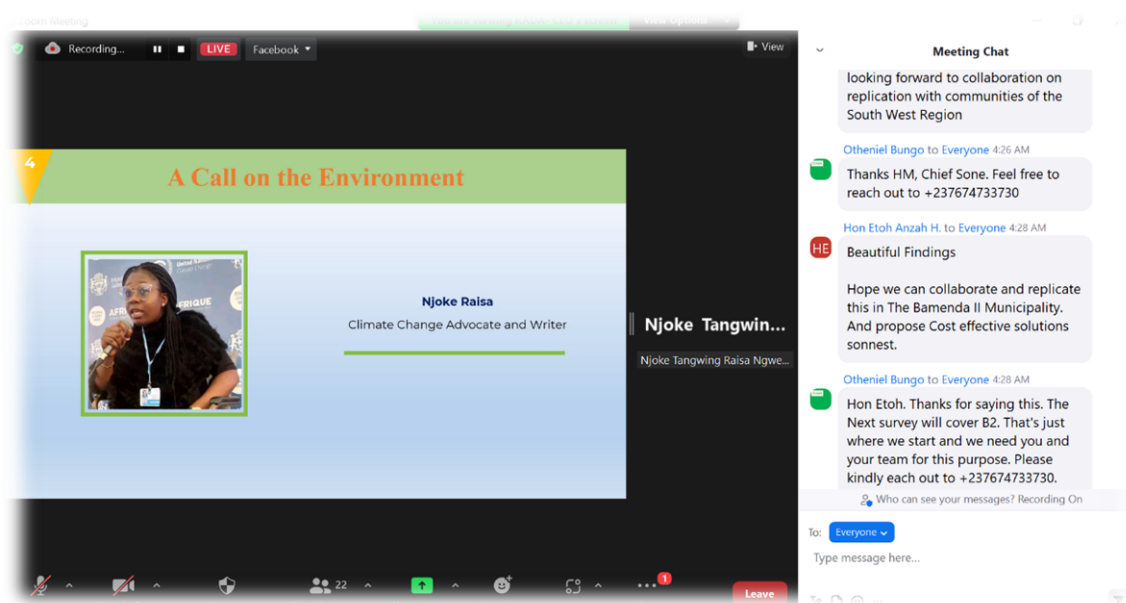 Zoom Meeting
View Options
Recording...
LIVE
Facebook
View
4
A Call on the Environment
AFRIQUE
Njoke Raisa
Climate Change Advocate and Writer
Njoke Tangwin...
Njoke Tangwing Raisa Ngwe...
22
1
Leave
Meeting Chat
looking forward to collaboration on
replication with communities of the
South West Region
Otheniel Bungo to Everyone 4:26 AM
Thanks HM, Chief Sone. Feel free to
reach out to +237674733730
Hon Etoh Anzah H. to Everyone 4:28 AM
HE
Beautiful Findings
Hope we can collaborate and replicate
this in The Bamenda II Municipality.
And propose Cost effective solutions
sonnest.
Otheniel Bungo to Everyone 4:28 AM
Hon Etoh. Thanks for saying this. The
Next survey will cover B2. That's just
where we start and we need you and
your team for this purpose. Please
kindly each out to +237674733730.
Who can see your messages? Recording On
To: Everyone
Type message here...